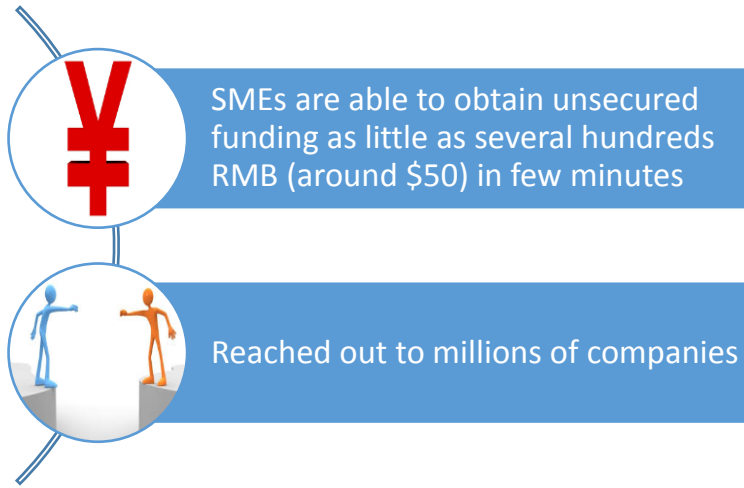 SMEs are able to obtain unsecured
funding as little as several hundreds
RMB (around $50) in few minutes
Reached out to millions of companies